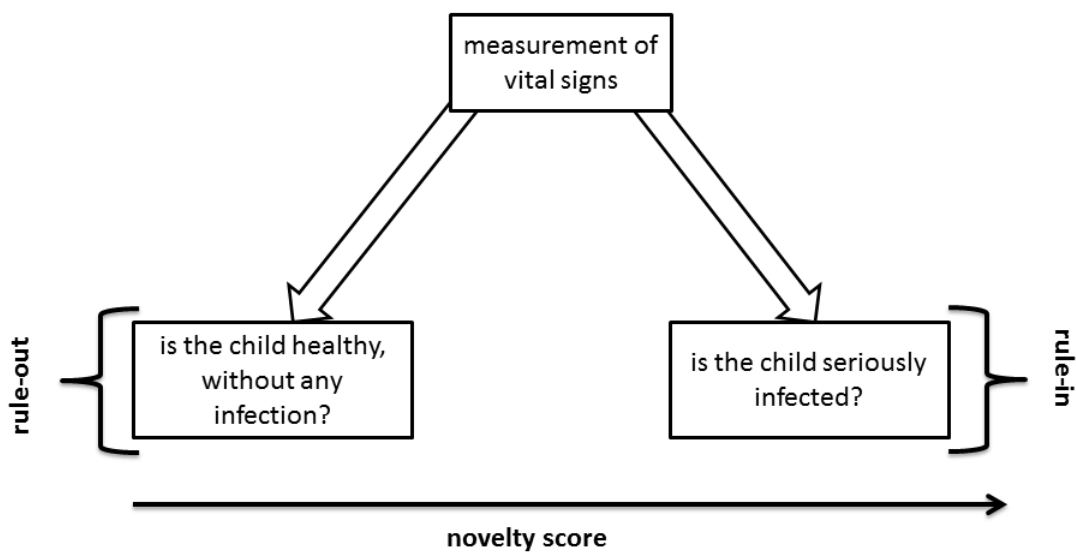 measurement of
vital signs
rule-out
is the child healthy,
without any
infection?
is the child seriously
infected?
rule-in
novelty score